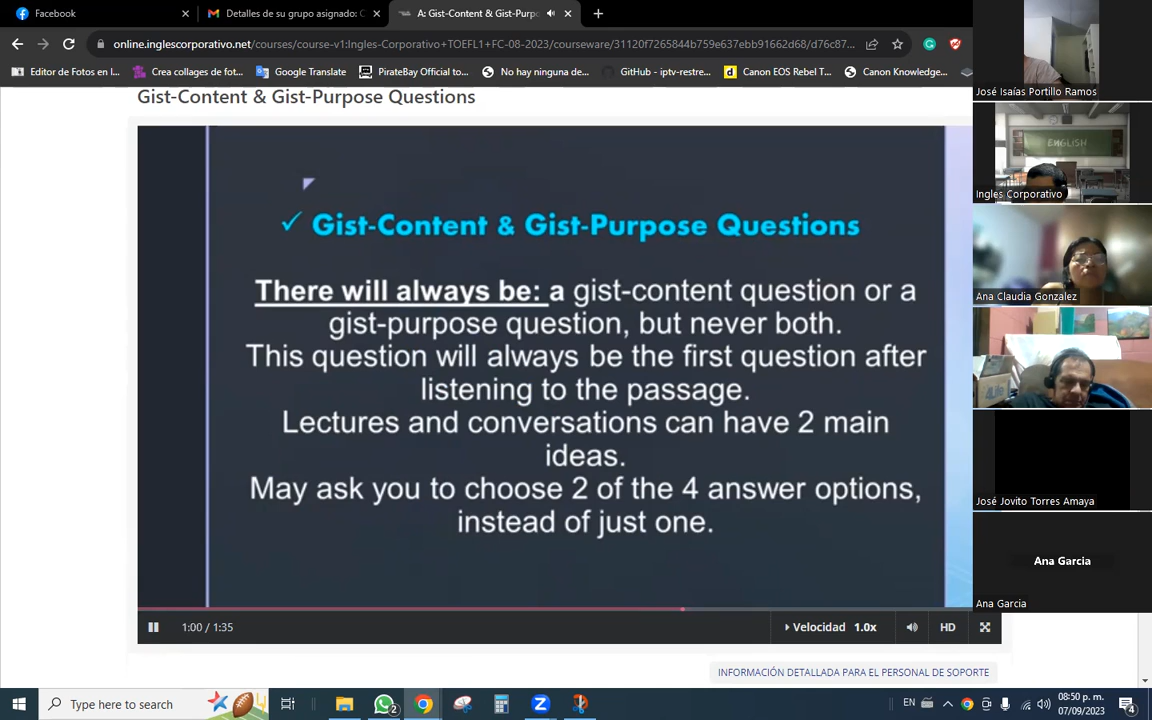 Facebook
Detalles de su grupo asignado: C
A: Gist-Content & Gist-Purpo
online.inglescorporativo.net/courses/course-v1:Ingles-Corporativo+TOEFL1+FC-08-2023/courseware/31120f7265844b759e637ebb91662d68/d76c87...
Editor de Fotos en l...
Crea collages de fot...
Google Translate
PirateBay Official to...
No hay ninguna de...
GitHub - iptv-restre...
Canon EOS Rebel T...
Canon Knowledge...
Gist-Content & Gist-Purpose Questions
✓ Gist-Content & Gist-Purpose Questions
There will always be: a gist-content question or a
gist-purpose question, but never both.
This question will always be the first question after
listening to the passage.
Lectures and conversations can have 2 main
ideas.
May ask you to choose 2 of the 4 answer options,
instead of just one.
1:00 / 1:35
Velocidad 1.0x
HD
INFORMACIÓN DETALLADA PARA EL PERSONAL DE SOPORTE
José Isaías Portillo Ramos
ENGLISH
Ingles Corporativo
Ana Claudia Gonzalez
José Jovito Torres Amaya
Ana Garcia
Ana Garcia
Type here to search
2
EN
08:50 p. m.
07/09/2023
4